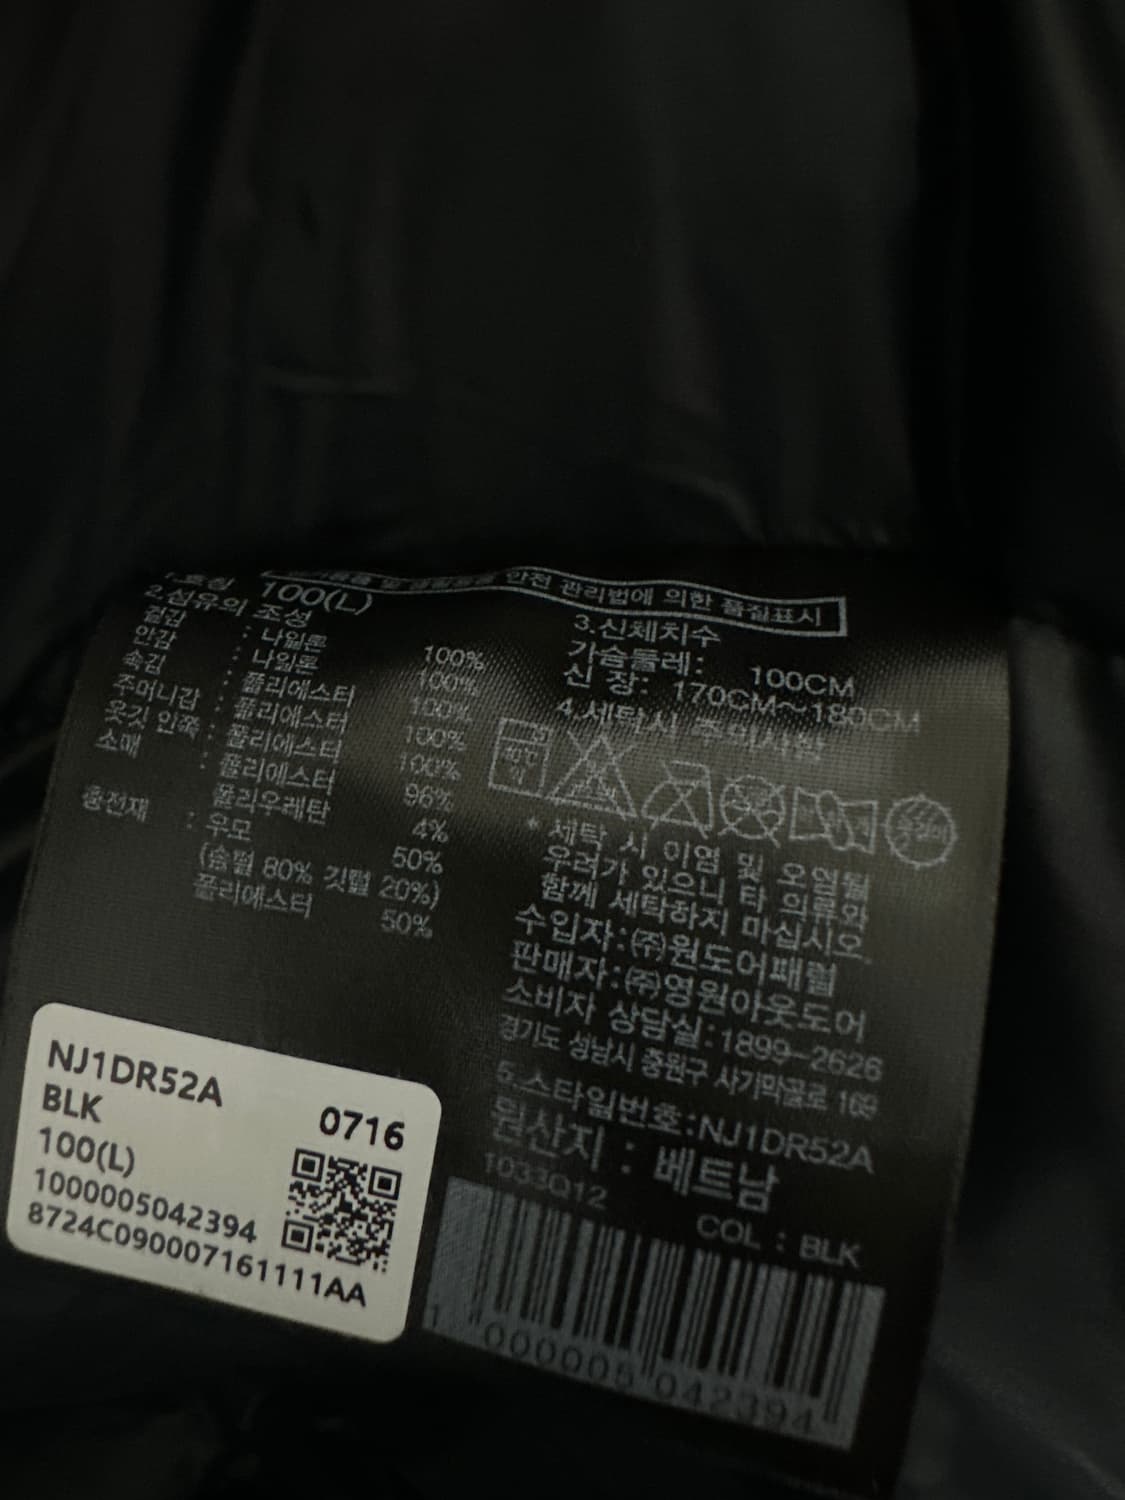 안전 관리법에 의한 품질표시
100(L)
2.섬유의 조성
겉감 : 나일론 100%
안감 : 나일론 100%
속감 : 폴리에스터 100%
주머니감 : 폴리에스터 100%
옷깃 안쪽 : 폴리에스터 100%
소매 : 폴리에스터 96%
폴리우레탄 4%
충전재 : 우모 50%
(솜털 80% 깃털 20%)
폴리에스터 50%
3.신체치수
가슴둘레: 100CM
신 장: 170CM~180CM
4.세탁시 주의사항
* 세탁 시 이염 및 오염될
우려가 있으니 타 의류와
함께 세탁하지 마십시오.
수입자:㈜원도어패럴
판매자:㈜영원아웃도어
소비자 상담실:1899-2626
경기도 성남시 중원구 사기막골로 169
5.스타일번호:NJ1DR52A
원산지 : 베트남
1033Q12
COL : BLK
1 000005 042394
NJ1DR52A
BLK 0716
100(L)
1000005042394
8724C090007161111AA